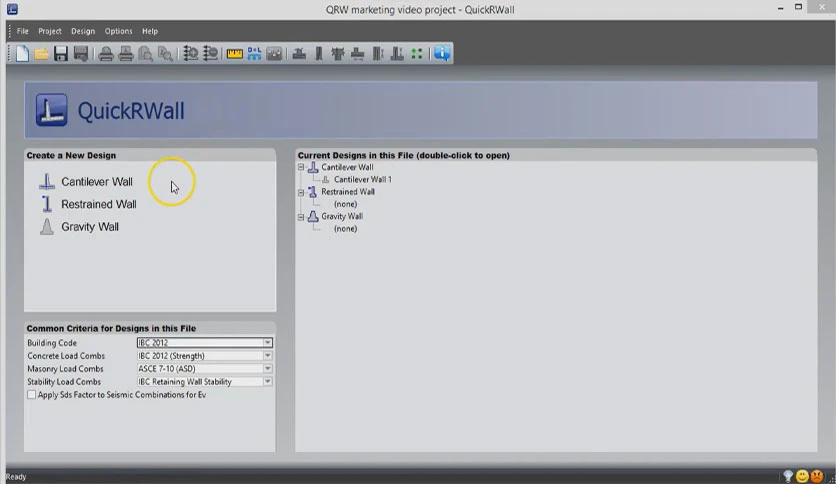 QRW marketing video project - QuickRWall
File Project Design Options Help
D+L
QuickRWall
Create a New Design
Cantilever Wall
Restrained Wall
Gravity Wall
Current Designs in this File (double-click to open)
Cantilever Wall
Cantilever Wall 1
Restrained Wall
(none)
Gravity Wall
(none)
Common Criteria for Designs in this File
Building Code IBC 2012
Concrete Load Combs IBC 2012 (Strength)
Masonry Load Combs ASCE 7-10 (ASD)
Stability Load Combs IBC Retaining Wall Stability
Apply Sds Factor to Seismic Combinations for Ev
Ready